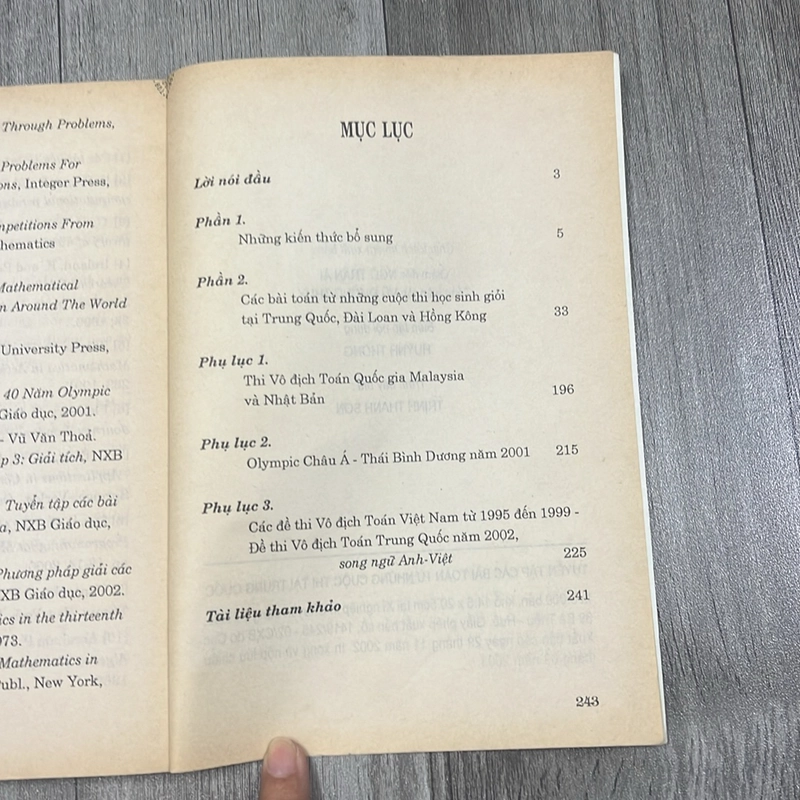 Through Problems,
Problems For
ons, Integer Press,
mpetitions From
thematics
Mathematical
n Around The World
University Press,
40 Năm Olympic
Giáo dục, 2001.
- Vũ Văn Thoả.
p 3: Giải tích, NXB
Tuyển tập các bài
a, NXB Giáo dục,
Phương pháp giải các
XB Giáo dục, 2002.
ics in the thirteenth
973.
Mathematics in
Publ., New York,
MỤC LỤC
Lời nói đầu 3
Phần 1.
Những kiến thức bổ sung 5
Phần 2.
Các bài toán từ những cuộc thi học sinh giỏi
tại Trung Quốc, Đài Loan và Hồng Kông 33
Phụ lục 1.
Thi Vô địch Toán Quốc gia Malaysia
và Nhật Bản 196
Phụ lục 2.
Olympic Châu Á - Thái Bình Dương năm 2001 215
Phụ lục 3.
Các đề thi Vô địch Toán Việt Nam từ 1995 đến 1999 -
Đề thi Vô địch Toán Trung Quốc năm 2002,
song ngữ Anh-Việt 225
Tài liệu tham khảo 241
243